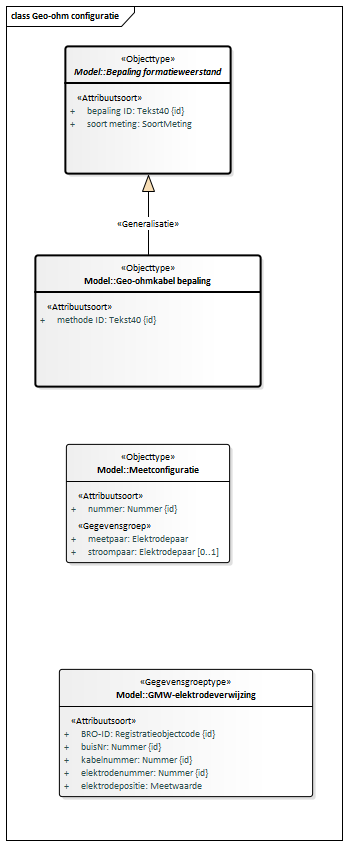 class Geo-ohm configuratie
«Objecttype»
Model::Bepaling formatieweerstand
«Attribuutsoort»
+ bepaling ID: Tekst40 {id}
+ soort meting: SoortMeting
«Generalisatie»
«Objecttype»
Model::Geo-ohmkabel bepaling
«Attribuutsoort»
+ methode ID: Tekst40 {id}
«Objecttype»
Model::Meetconfiguratie
«Attribuutsoort»
+ nummer: Nummer {id}
«Gegevensgroep»
+ meetpaar: Elektrodepaar
+ stroompaar: Elektrodepaar [0..1]
«Gegevensgroeptype»
Model::GMW-elektrodeverwijzing
«Attribuutsoort»
+ BRO-ID: Registratieobjectcode {id}
+ buisNr: Nummer {id}
+ kabelnummer: Nummer {id}
+ elektrodenummer: Nummer {id}
+ elektrodepositie: Meetwaarde